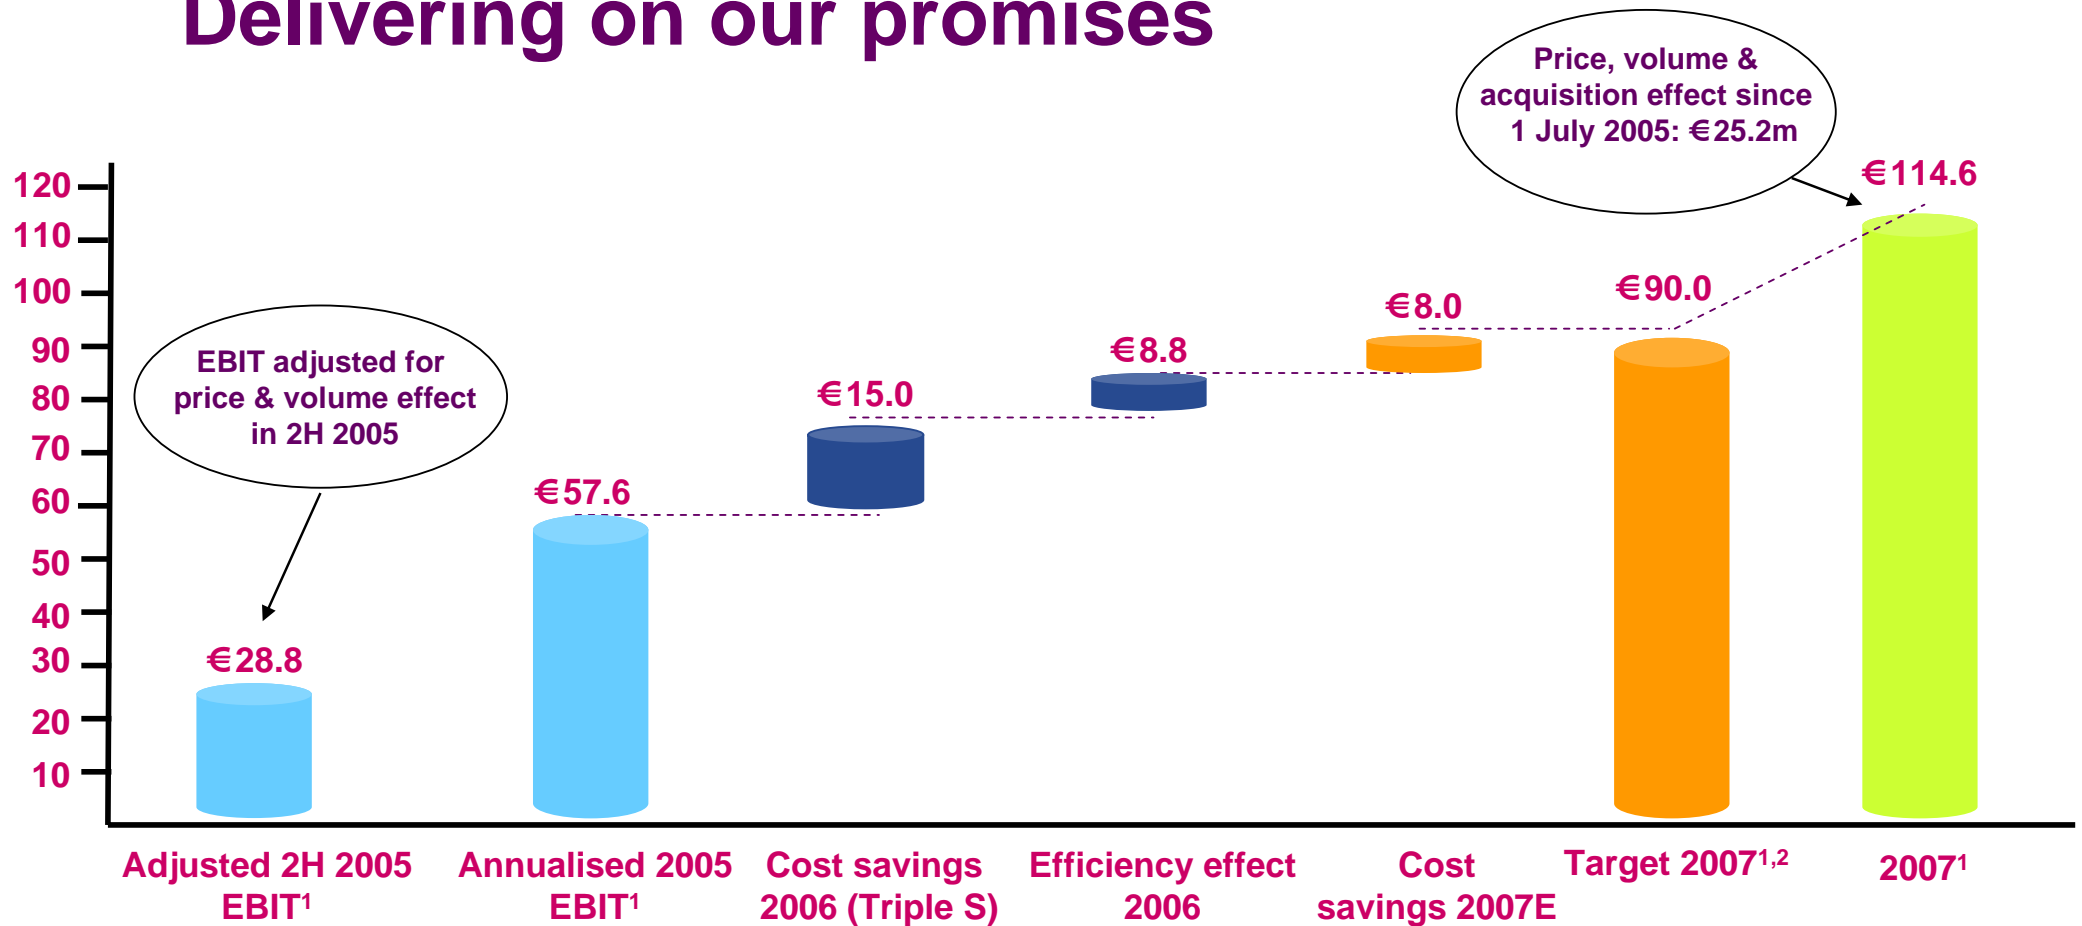 Delivering on our promises
Price, volume &
acquisition effect since
1 July 2005: €25.2m
EBIT adjusted for
price & volume effect
in 2H 2005
120
110
100
90
80
70
60
50
40
30
20
10
€28.8
€57.6
€15.0
€8.8
€8.0
€90.0
€114.6
Adjusted 2H 2005
EBIT¹
Annualised 2005
EBIT¹
Cost savings
2006 (Triple S)
Efficiency effect
2006
Cost
savings 2007E
Target 2007¹,²
2007¹